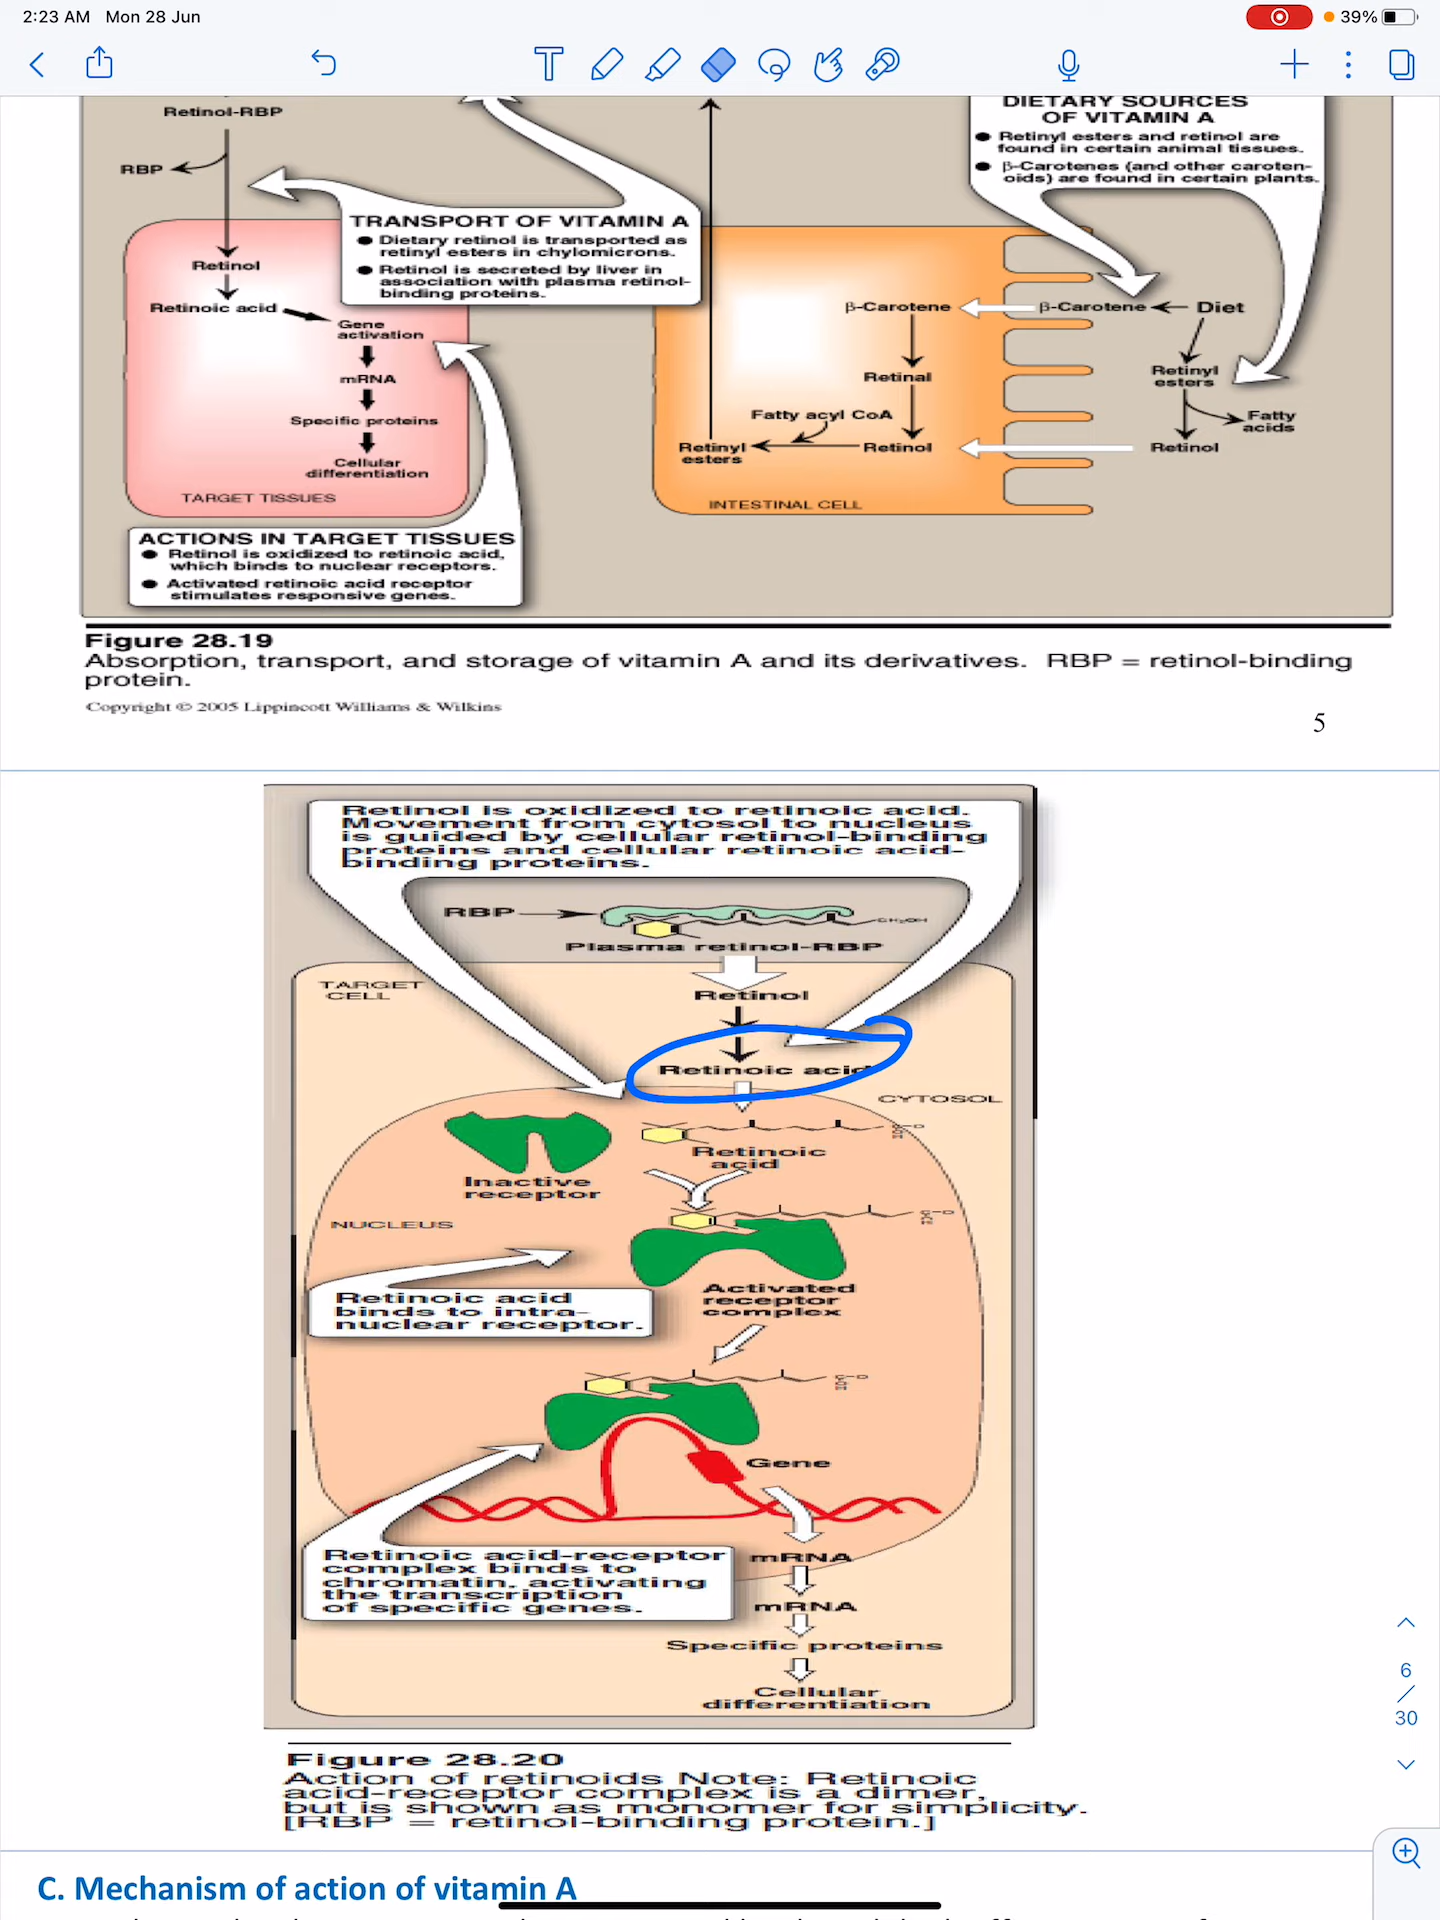 2:23 AM Mon 28 Jun
39%
Retinol-RBP
RBP
TRANSPORT OF VITAMIN A
● Dietary retinol is transported as
retinyl esters in chylomicrons.
● Retinol is secreted by liver in
association with plasma retinol-
binding proteins.
DIETARY SOURCES
OF VITAMIN A
● Retinyl esters and retinol are
found in certain animal tissues.
● β-Carotenes (and other caroten-
oids) are found in certain plants.
Retinol
Retinoic acid
Gene
activation
mRNA
Specific proteins
Cellular
differentiation
TARGET TISSUES
β-Carotene
β-Carotene
Diet
Retinal
Retinyl
esters
Fatty acyl CoA
Fatty
acids
Retinyl
esters
Retinol
Retinol
INTESTINAL CELL
ACTIONS IN TARGET TISSUES
● Retinol is oxidized to retinoic acid,
which binds to nuclear receptors.
● Activated retinoic acid receptor
stimulates responsive genes.
Figure 28.19
Absorption, transport, and storage of vitamin A and its derivatives. RBP = retinol-binding
protein.
Copyright © 2005 Lippincott Williams & Wilkins
5
Retinol is oxidized to retinoic acid.
Movement from cytosol to nucleus
is guided by cellular retinol-binding
proteins and cellular retinoic acid-
binding proteins.
RBP
CH₂OH
Plasma retinol-RBP
TARGET
CELL
Retinol
Retinoic acid
CYTOSOL
Retinoic
acid
Inactive
receptor
NUCLEUS
Retinoic acid
binds to intra-
nuclear receptor.
Activated
receptor
complex
Gene
Retinoic acid-receptor
complex binds to
chromatin, activating
the transcription
of specific genes.
mRNA
mRNA
Specific proteins
Cellular
differentiation
6
/
30
Figure 28.20
Action of retinoids Note: Retinoic
acid-receptor complex is a dimer,
but is shown as monomer for simplicity.
[RBP = retinol-binding protein.]
C. Mechanism of action of vitamin A